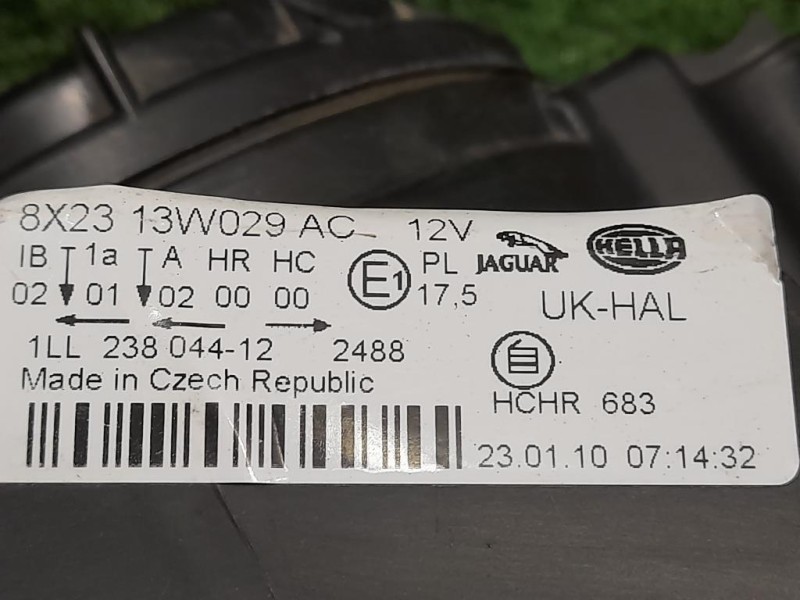 8X23 13W029 AC 12V
IB 1a A HR HC
02 01 02 00 00
E1
PL
17,5
JAGUAR
HELLA
UK-HAL
1LL 238 044-12 2488
Made in Czech Republic
HCHR 683
23.01.10 07:14:32